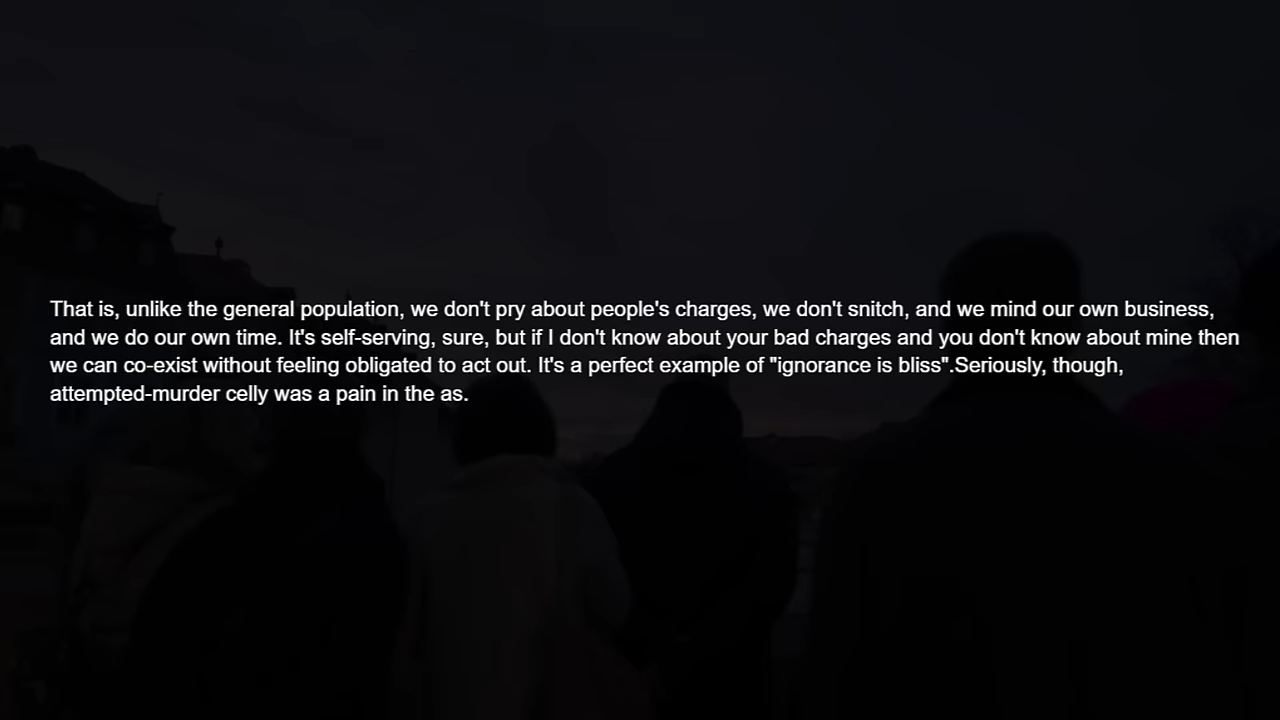 That is, unlike the general population, we don't pry about people's charges, we don't snitch, and we mind our own business,
and we do our own time. It's self-serving, sure, but if I don't know about your bad charges and you don't know about mine then
we can co-exist without feeling obligated to act out. It's a perfect example of "ignorance is bliss".Seriously, though,
attempted-murder celly was a pain in the as.